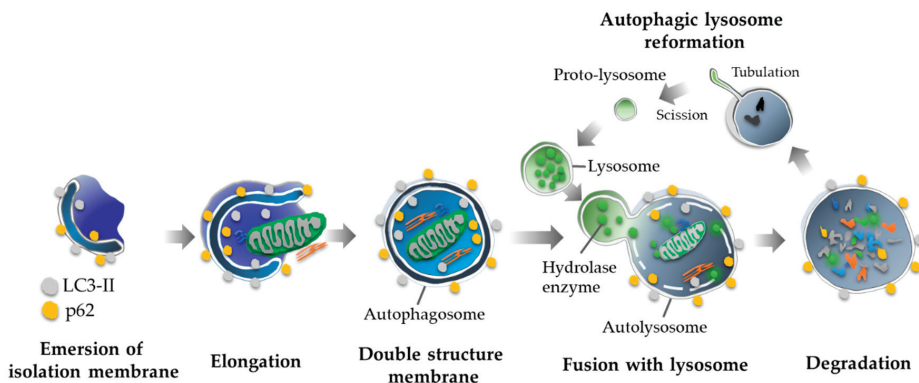 Autophagic lysosome
reformation
Proto-lysosome
Tubulation
Scission
Lysosome
LC3-II
p62
Hydrolase
enzyme
Autophagosome
Autolysosome
Emersion of
isolation membrane
Elongation
Double structure
membrane
Fusion with lysosome
Degradation